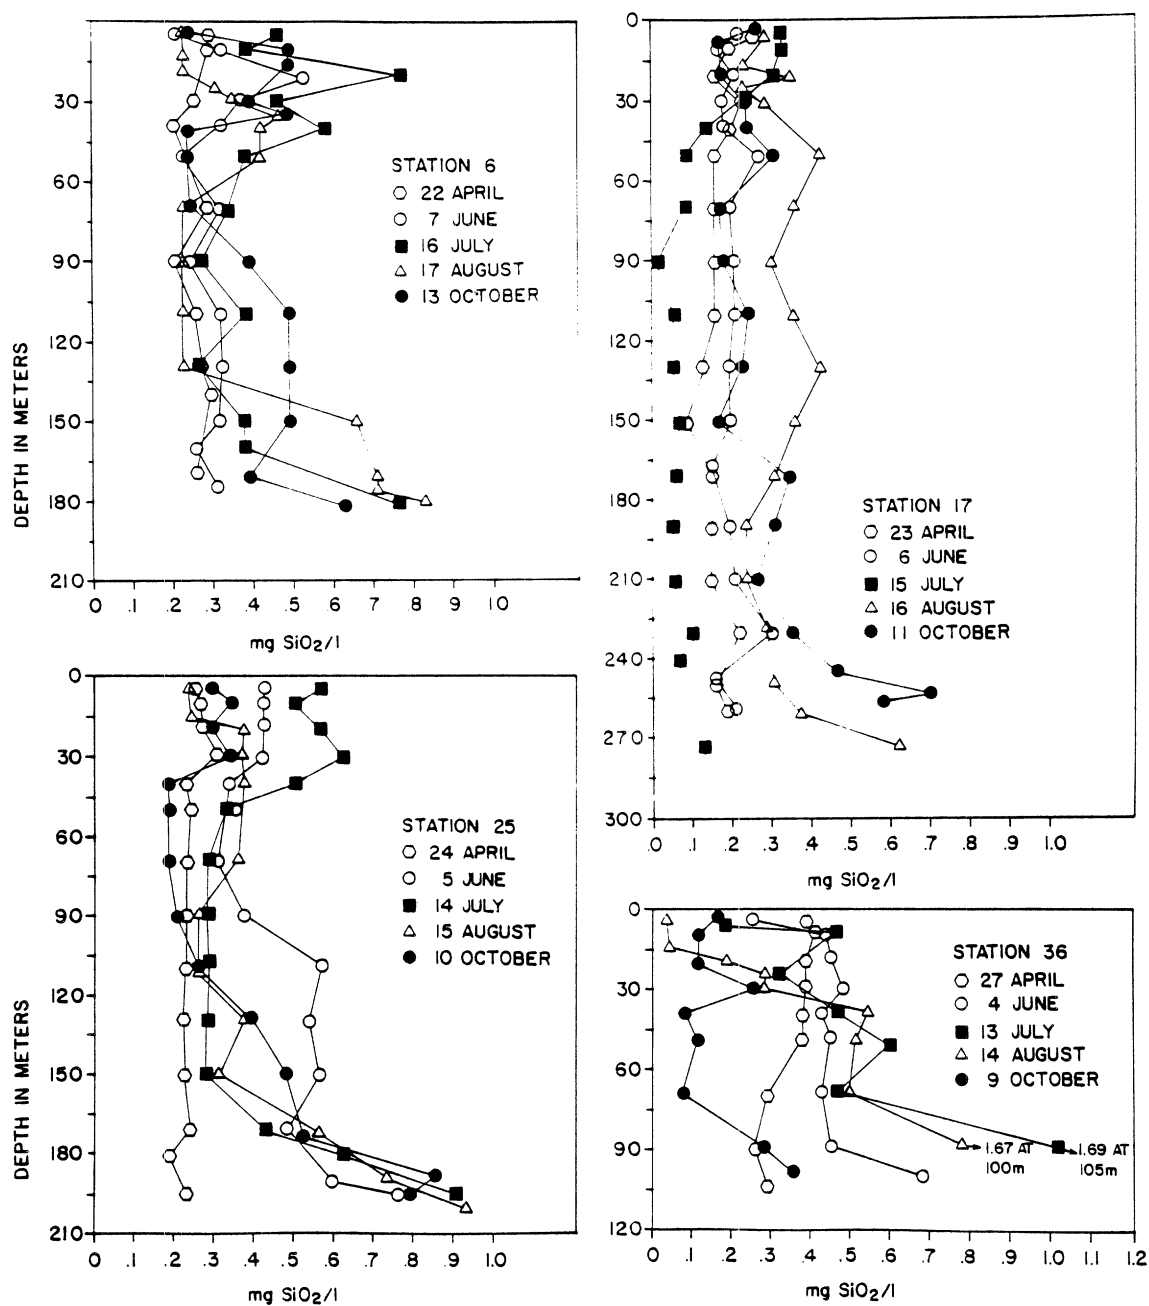 DEPTH IN METERS
30
60
90
120
150
180
210
STATION 6
22 APRIL
7 JUNE
16 JULY
17 AUGUST
13 OCTOBER
0 .1 .2 .3 .4 .5 .6 .7 .8 .9 1.0
mg SiO₂/l
0
30
60
90
120
150
180
210
240
270
300
STATION 17
23 APRIL
6 JUNE
15 JULY
16 AUGUST
11 OCTOBER
0 .1 .2 .3 .4 .5 .6 .7 .8 .9 1.0
mg SiO₂/l
DEPTH IN METERS
0
30
60
90
120
150
180
210
STATION 25
24 APRIL
5 JUNE
14 JULY
15 AUGUST
10 OCTOBER
0 .1 .2 .3 .4 .5 .6 .7 .8 .9 1.0
mg SiO₂/l
0
30
60
90
120
STATION 36
27 APRIL
4 JUNE
13 JULY
14 AUGUST
9 OCTOBER
1.67 AT
100m
1.69 AT
105m
0 .1 .2 .3 .4 .5 .6 .7 .8 .9 1.0 1.1 1.2
mg SiO₂/l